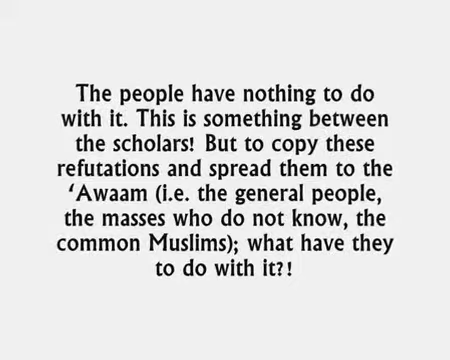 The people have nothing to do
with it. This is something between
the scholars! But to copy these
refutations and spread them to the
‘Awaam (i.e. the general people,
the masses who do not know, the
common Muslims); what have they
to do with it?!